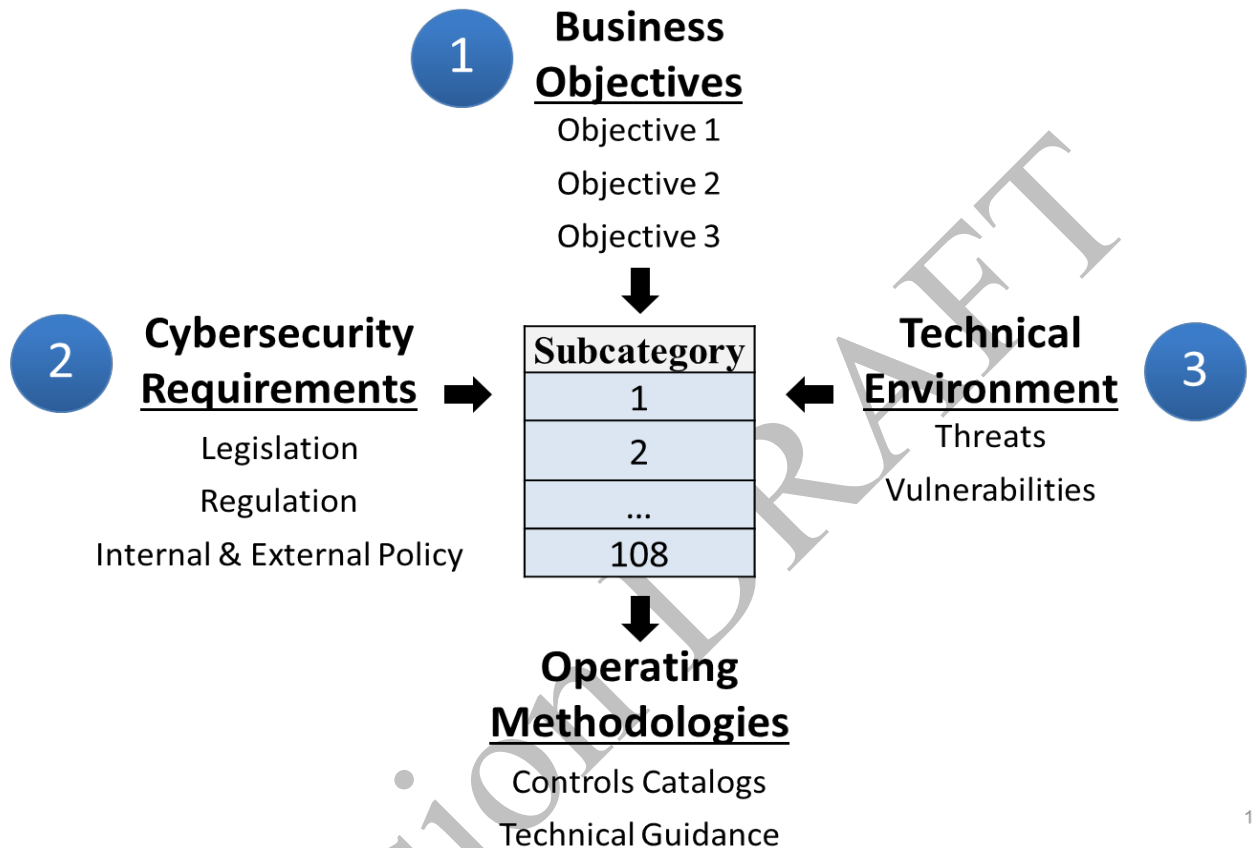 1
Business
Objectives
Objective 1
Objective 2
Objective 3
2
Cybersecurity
Requirements
Legislation
Regulation
Internal & External Policy
Subcategory
1
2
...
108
Technical
Environment
3
Threats
Vulnerabilities
Operating
Methodologies
Controls Catalogs
Technical Guidance
1
DRAFT